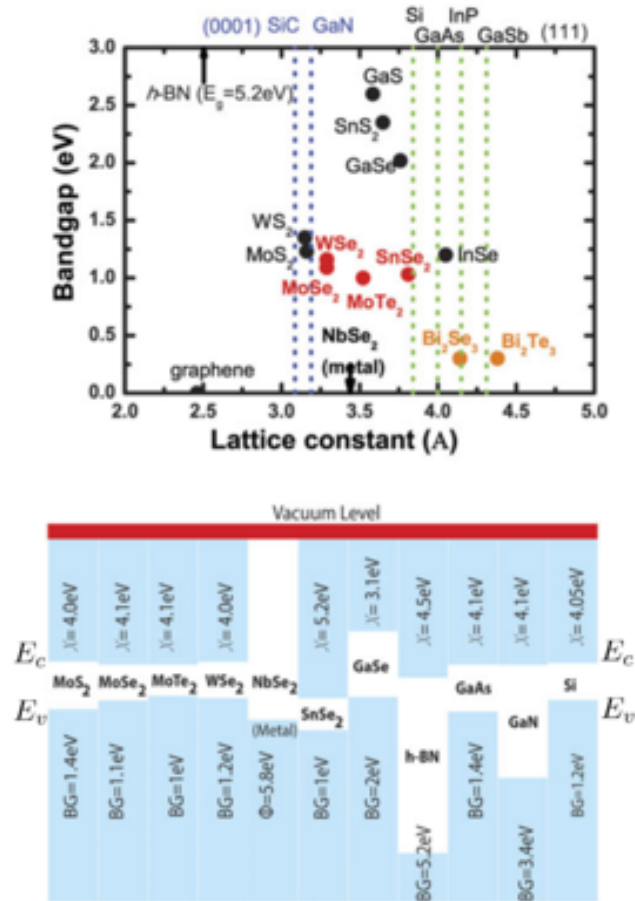 (0001) SiC GaN Si GaAs InP GaSb (111)
3.0
2.5
2.0
1.5
1.0
0.5
0.0
Bandgap (eV)
h-BN (E_g=5.2eV)
GaS
SnS₂
GaSe
WS₂
MoS₂
WSe₂
MoSe₂
SnSe₂
MoTe₂
InSe
NbSe₂
(metal)
Bi₂Se₃
Bi₂Te₃
graphene
2.0 2.5 3.0 3.5 4.0 4.5 5.0
Lattice constant (A)
Vacuum Level
χ= 4.0eV χ= 4.1eV χ= 4.1eV χ= 4.0eV χ= 5.2eV χ= 3.1eV χ= 4.5eV χ= 4.1eV χ= 4.1eV χ= 4.05eV
E_c E_c
MoS₂ MoSe₂ MoTe₂ WSe₂ NbSe₂ SnSe₂ GaSe h-BN GaAs GaN Si
E_v E_v
(Metal)
BG=1.4eV BG=1.1eV BG=1eV BG=1.2eV Φ=5.8eV BG=1eV BG=2eV BG=5.2eV BG=1.4eV BG=3.4eV BG=1.2eV